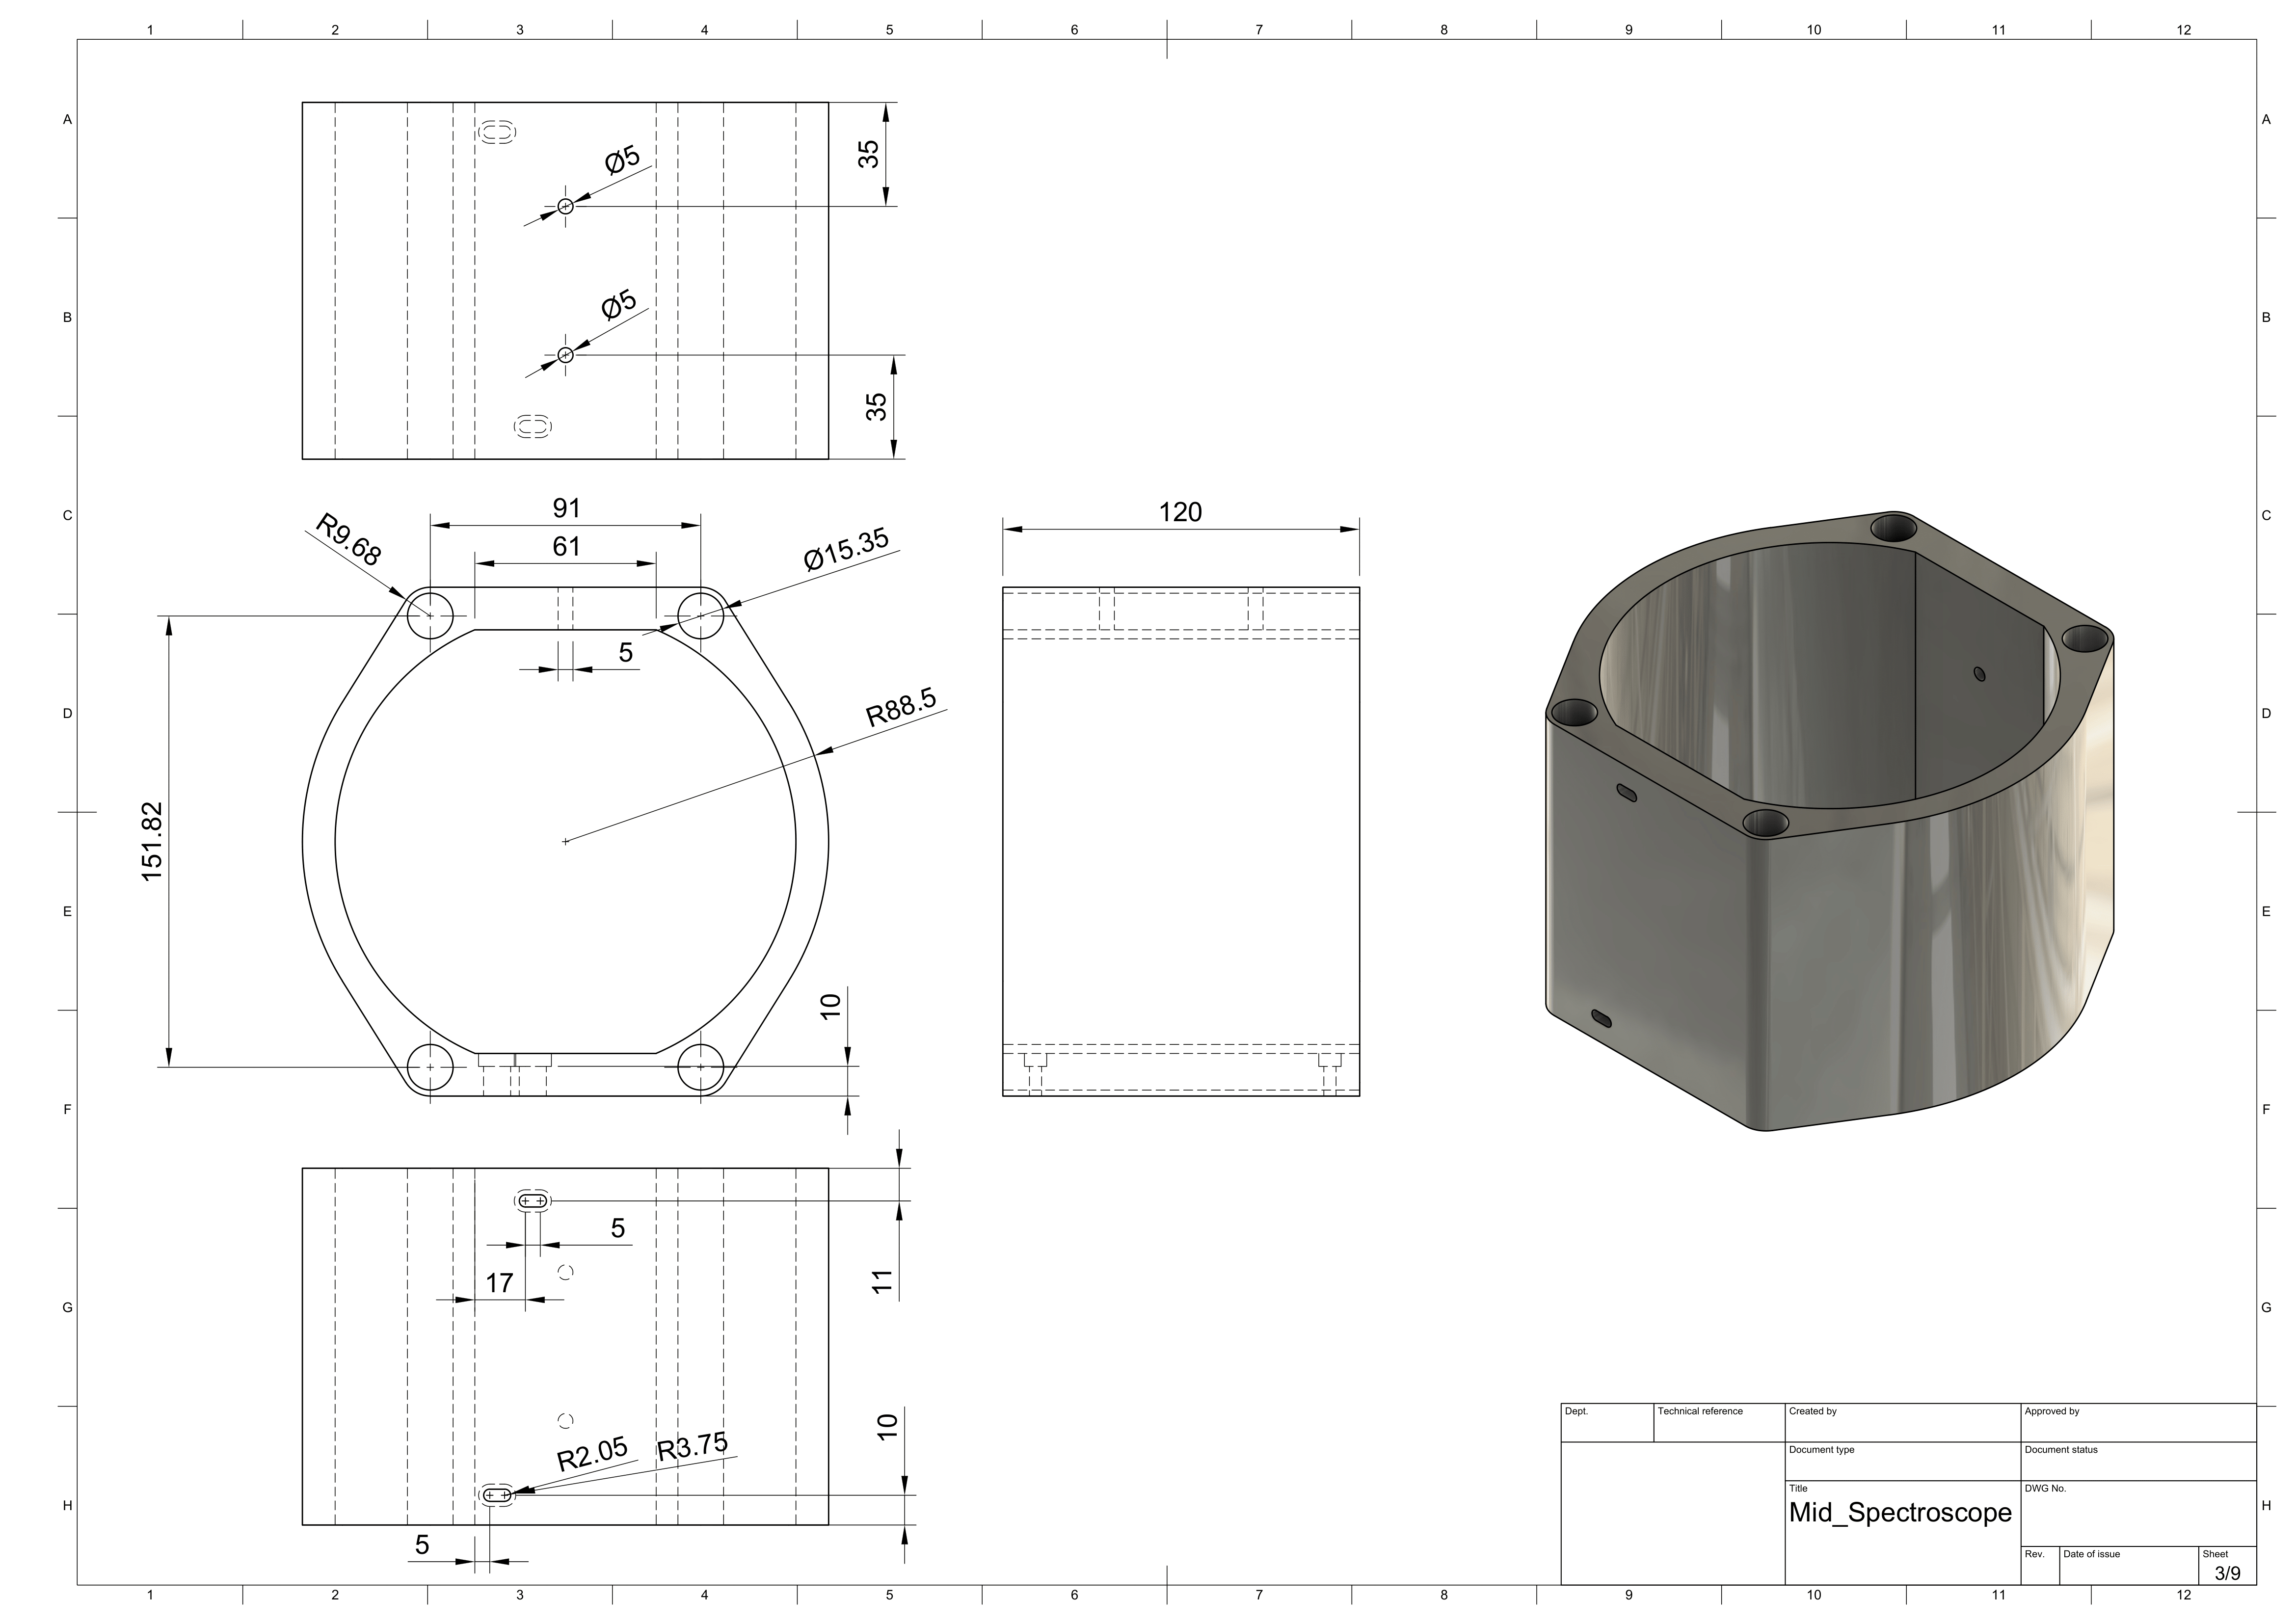 1 2 3 4 5 6 7 8 9 10 11 12
A A
B B
C C
D D
E E
F F
G G
H H
Ø5
35
Ø5
35
91
61
R9.68
Ø15.35
5
R88.5
151.82
10
120
5
17
11
R2.05 R3.75
10
5
Dept. Technical reference Created by Approved by
Document type Document status
Title DWG No.
Mid_Spectroscope
Rev. Date of issue Sheet
3/9
1 2 3 4 5 6 7 8 9 10 11 12